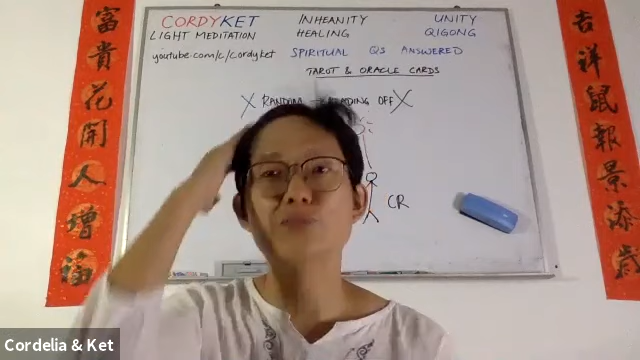 CORDYKET INHEANITY UNITY
LIGHT MEDITATION HEALING QIGONG
youtube.com/c/cordyket SPIRITUAL QS ANSWERED
TAROT & ORACLE CARDS
X RANDOM READING OFF X
CR
富貴花開人增福
吉祥鼠報景添歲
Cordelia & Ket